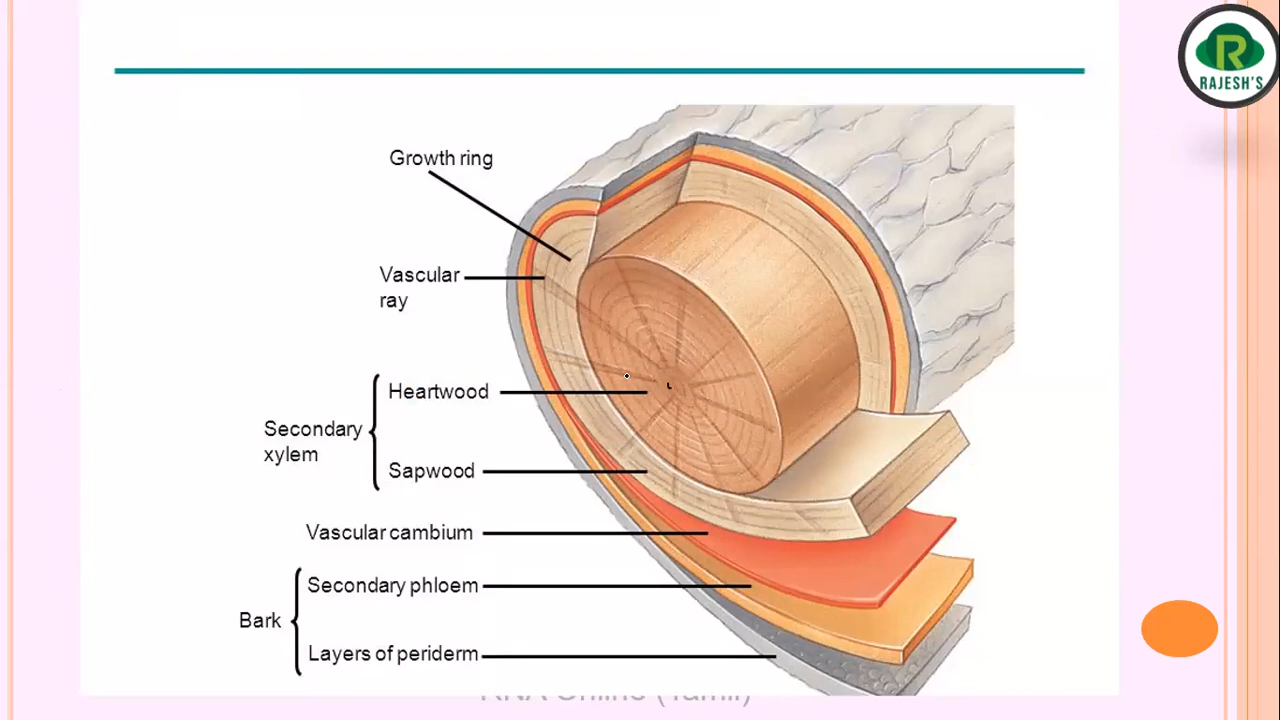 R
RAJESH'S
Growth ring
Vascular
ray
Heartwood
Secondary
xylem
Sapwood
Vascular cambium
Secondary phloem
Bark
Layers of periderm